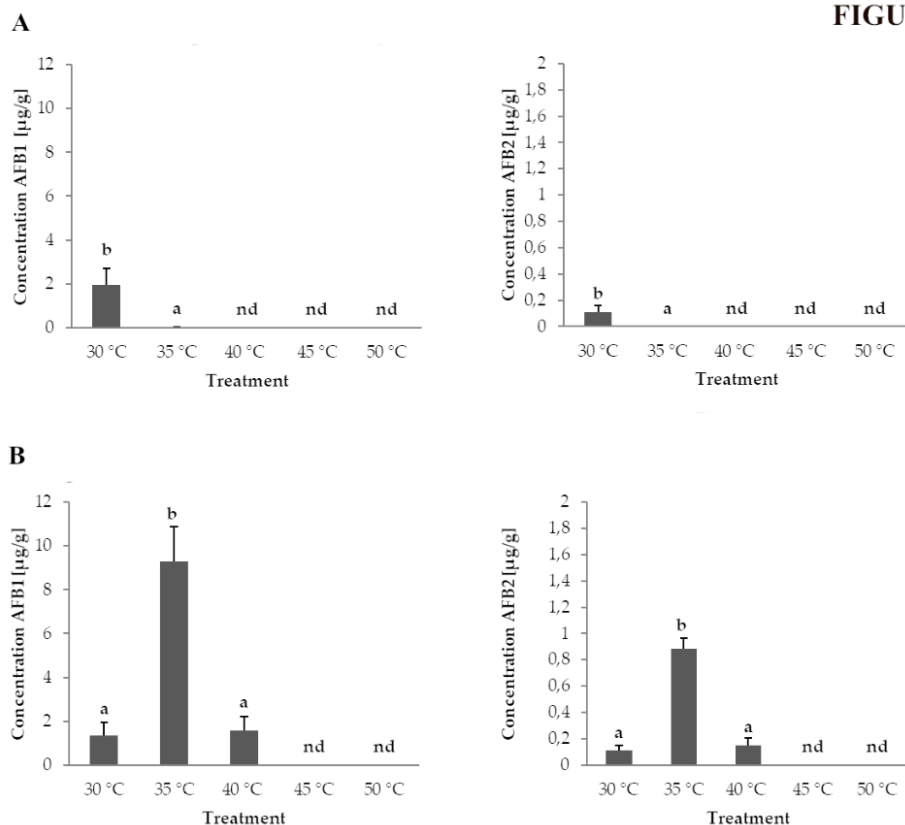 FIGU
A
Concentration AFB1 [µg/g]
12
10
8
6
4
2
0
b
a
nd
nd
nd
30 °C 35 °C 40 °C 45 °C 50 °C
Treatment
Concentration AFB2 [µg/g]
2
1,8
1,6
1,4
1,2
1
0,8
0,6
0,4
0,2
0
b
a
nd
nd
nd
30 °C 35 °C 40 °C 45 °C 50 °C
Treatment
B
Concentration AFB1 [µg/g]
12
10
8
6
4
2
0
a
b
a
nd
nd
30 °C 35 °C 40 °C 45 °C 50 °C
Treatment
Concentration AFB2 [µg/g]
2
1,8
1,6
1,4
1,2
1
0,8
0,6
0,4
0,2
0
a
b
a
nd
nd
30 °C 35 °C 40 °C 45 °C 50 °C
Treatment